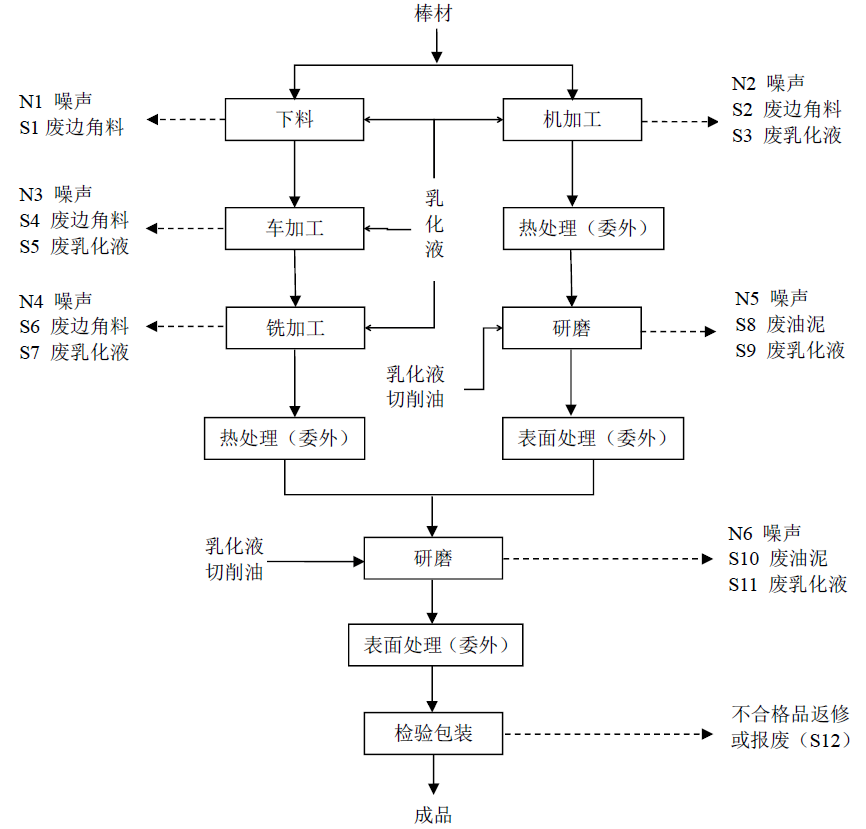 棒材
N1 噪声
S1废边角料
下料
机加工
N2 噪声
S2 废边角料
S3 废乳化液
乳
化
液
N3 噪声
S4 废边角料
S5 废乳化液
车加工
热处理（委外）
N4 噪声
S6 废边角料
S7 废乳化液
铣加工
研磨
N5 噪声
S8 废油泥
S9 废乳化液
乳化液
切削油
热处理（委外）
表面处理（委外）
乳化液
切削油
研磨
N6 噪声
S10 废油泥
S11 废乳化液
表面处理（委外）
检验包装
不合格品返修
或报废（S12）
成品